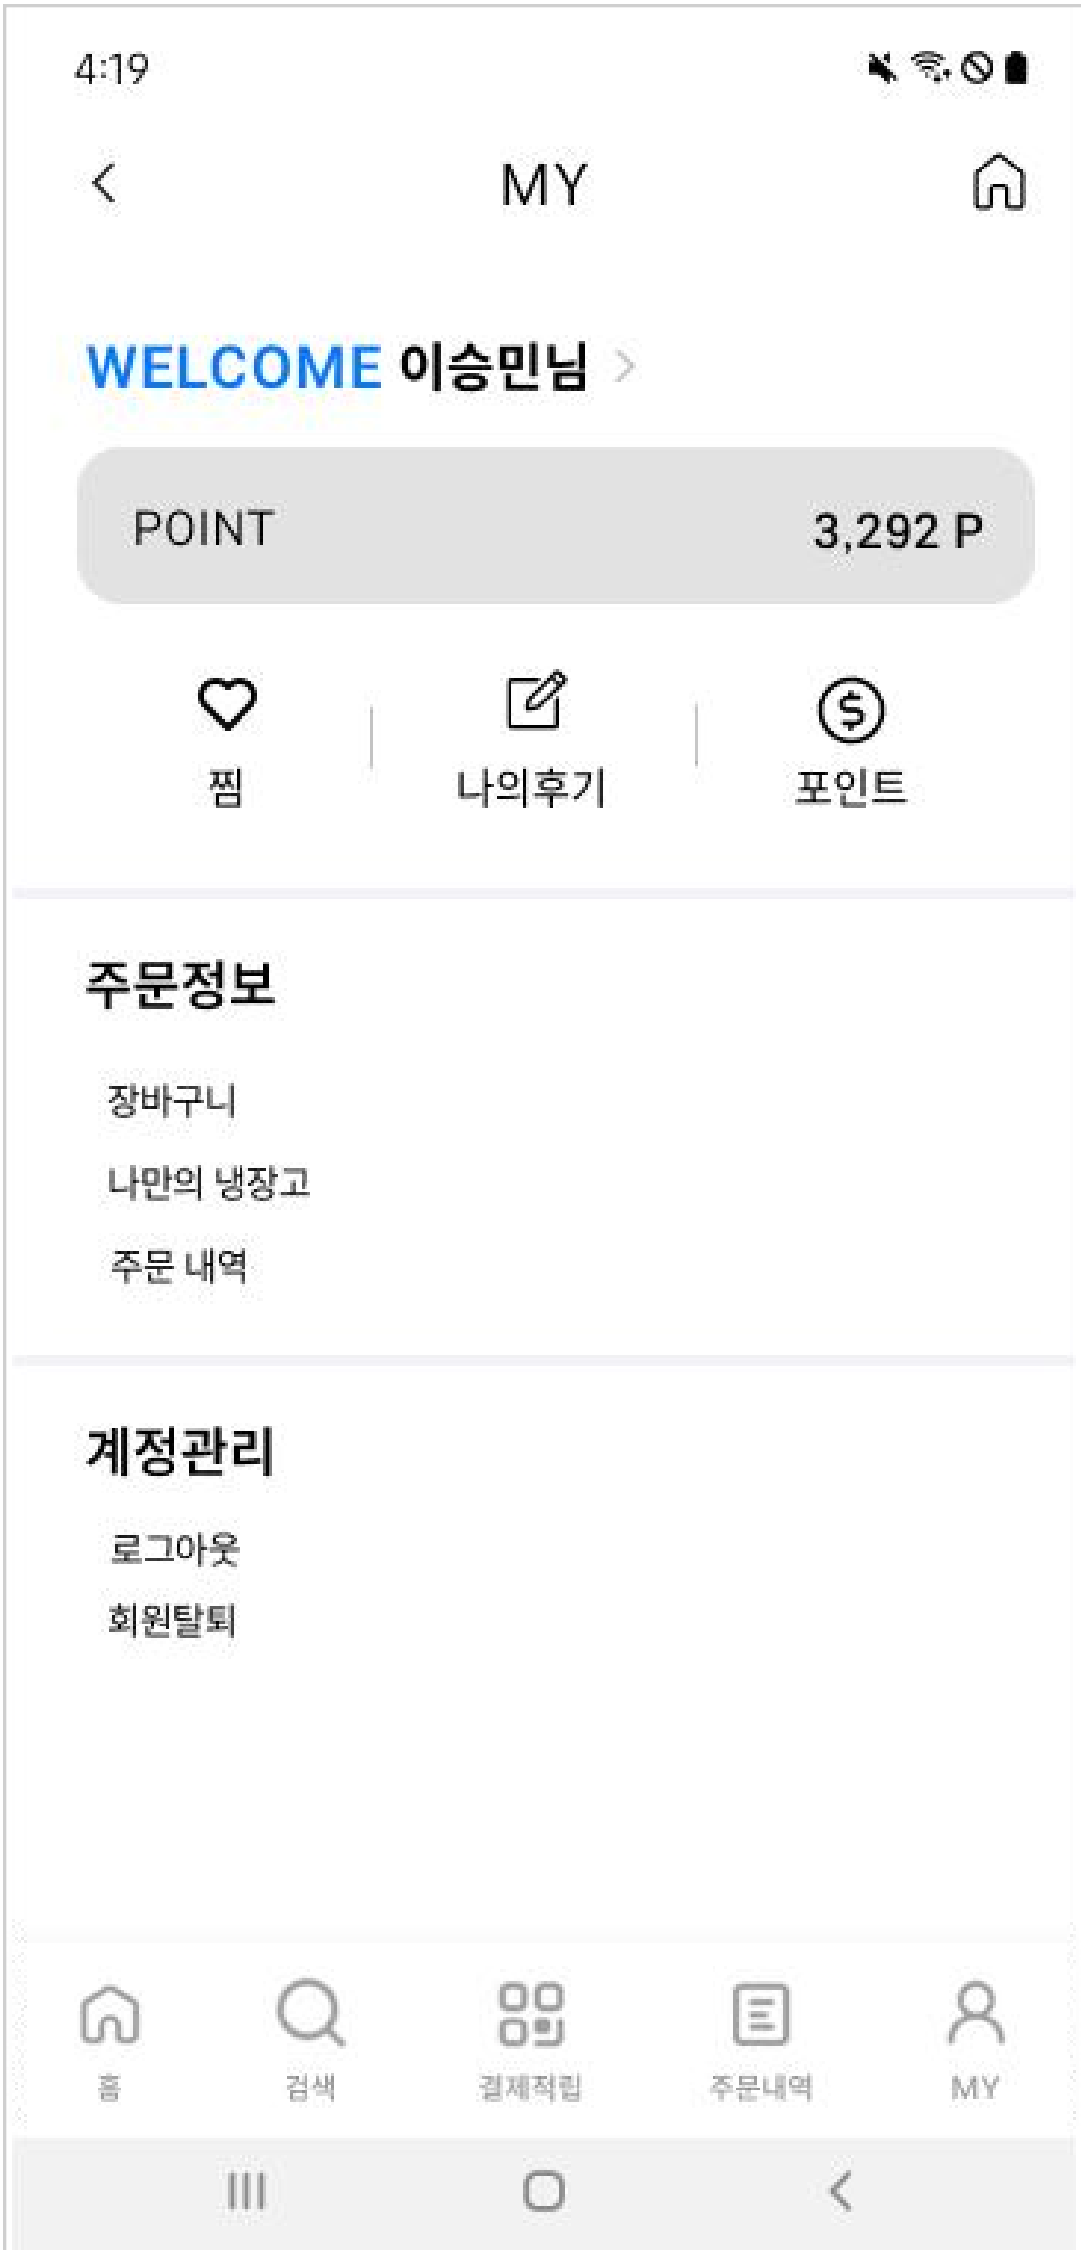 4:19
MY
WELCOME 이승민님
POINT 3,292 P
찜 나의후기 포인트
주문정보
장바구니
나만의 냉장고
주문 내역
계정관리
로그아웃
회원탈퇴
홈 검색 결제적립 주문내역 MY